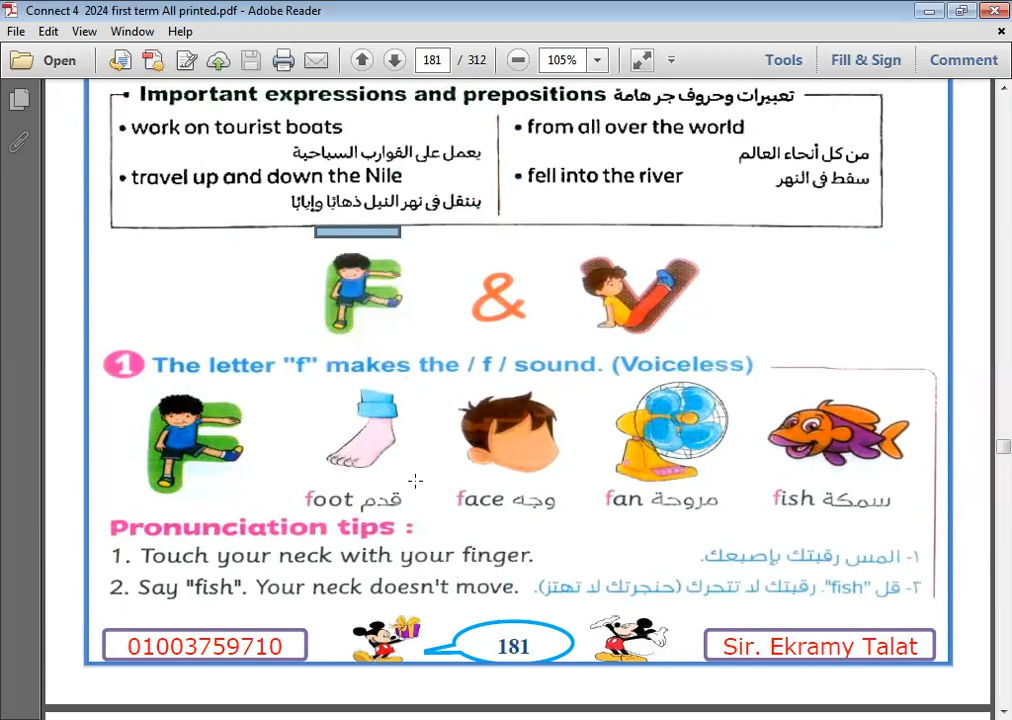 Connect 4 2024 first term All printed.pdf - Adobe Reader
File Edit View Window Help
Open 181 / 312 105% Tools Fill & Sign Comment
• Important expressions and prepositions تعبيرات وحروف جر هامة
• work on tourist boats
يعمل على القوارب السياحية
• travel up and down the Nile
ينتقل فى نهر النيل ذهابًا وإيابًا
• from all over the world
من كل أنحاء العالم
• fell into the river
سقط فى النهر
F & V
1 The letter "f" makes the / f / sound. (Voiceless)
F
foot قدم face وجه fan مروحة fish سمكة
Pronunciation tips :
1. Touch your neck with your finger. ١- المس رقبتك بإصبعك.
2. Say "fish". Your neck doesn't move. ٢- قل "fish". رقبتك لا تتحرك (حنجرتك لا تهتز).
01003759710 181 Sir. Ekramy Talat